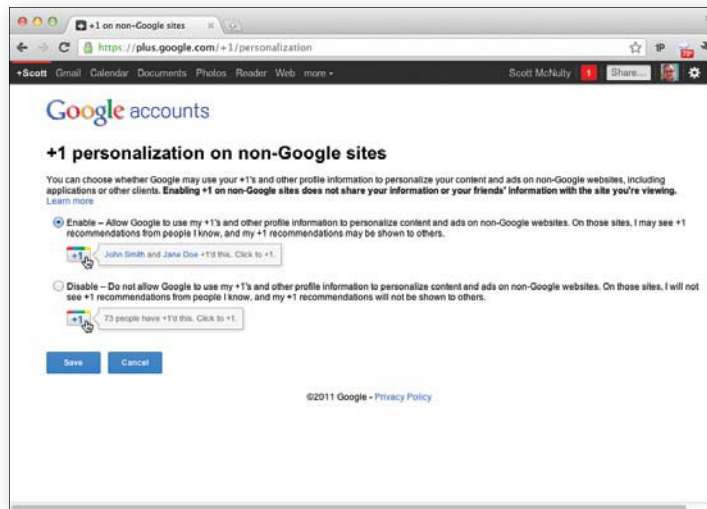 +1 on non-Google sites
https://plus.google.com/+1/personalization
+Scott Gmail Calendar Documents Photos Reader Web more Scott McNulty 1 Share...
Google accounts
+1 personalization on non-Google sites
You can choose whether Google may use your +1's and other profile information to personalize your content and ads on non-Google websites, including
applications or other clients. Enabling +1 on non-Google sites does not share your information or your friends' information with the site you're viewing.
Learn more
Enable – Allow Google to use my +1's and other profile information to personalize content and ads on non-Google websites. On those sites, I may see +1
recommendations from people I know, and my +1 recommendations may be shown to others.
+1 John Smith and Jane Doe +1'd this. Click to +1.
Disable – Do not allow Google to use my +1's and other profile information to personalize content and ads on non-Google websites. On those sites, I will not
see +1 recommendations from people I know, and my +1 recommendations will not be shown to others.
+1 73 people have +1'd this. Click to +1.
Save Cancel
©2011 Google - Privacy Policy